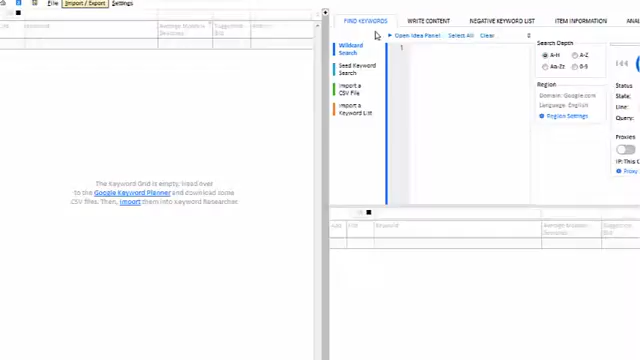 File Import / Export Settings
Average Monthly Searches
Suggested Bid
The Keyword Grid is empty. Head over
to the Google Keyword Planner and download some
CSV files. Then, import them into Keyword Researcher.
FIND KEYWORDS WRITE CONTENT NEGATIVE KEYWORD LIST ITEM INFORMATION
Open Idea Panel Select All Clear 0
Wildcard
Search
Seed Keyword
Search
Import a
CSV File
Import a
Keyword List
1
Search Depth
A-H A-Z
Aa-Zz 0-9
Region
Domain: Google.com
Language: English
Region Settings
Status
State:
Line:
Query:
Proxies
IP: This C
Proxy
Keyword
Average Monthly
Searches
Suggested
Bid